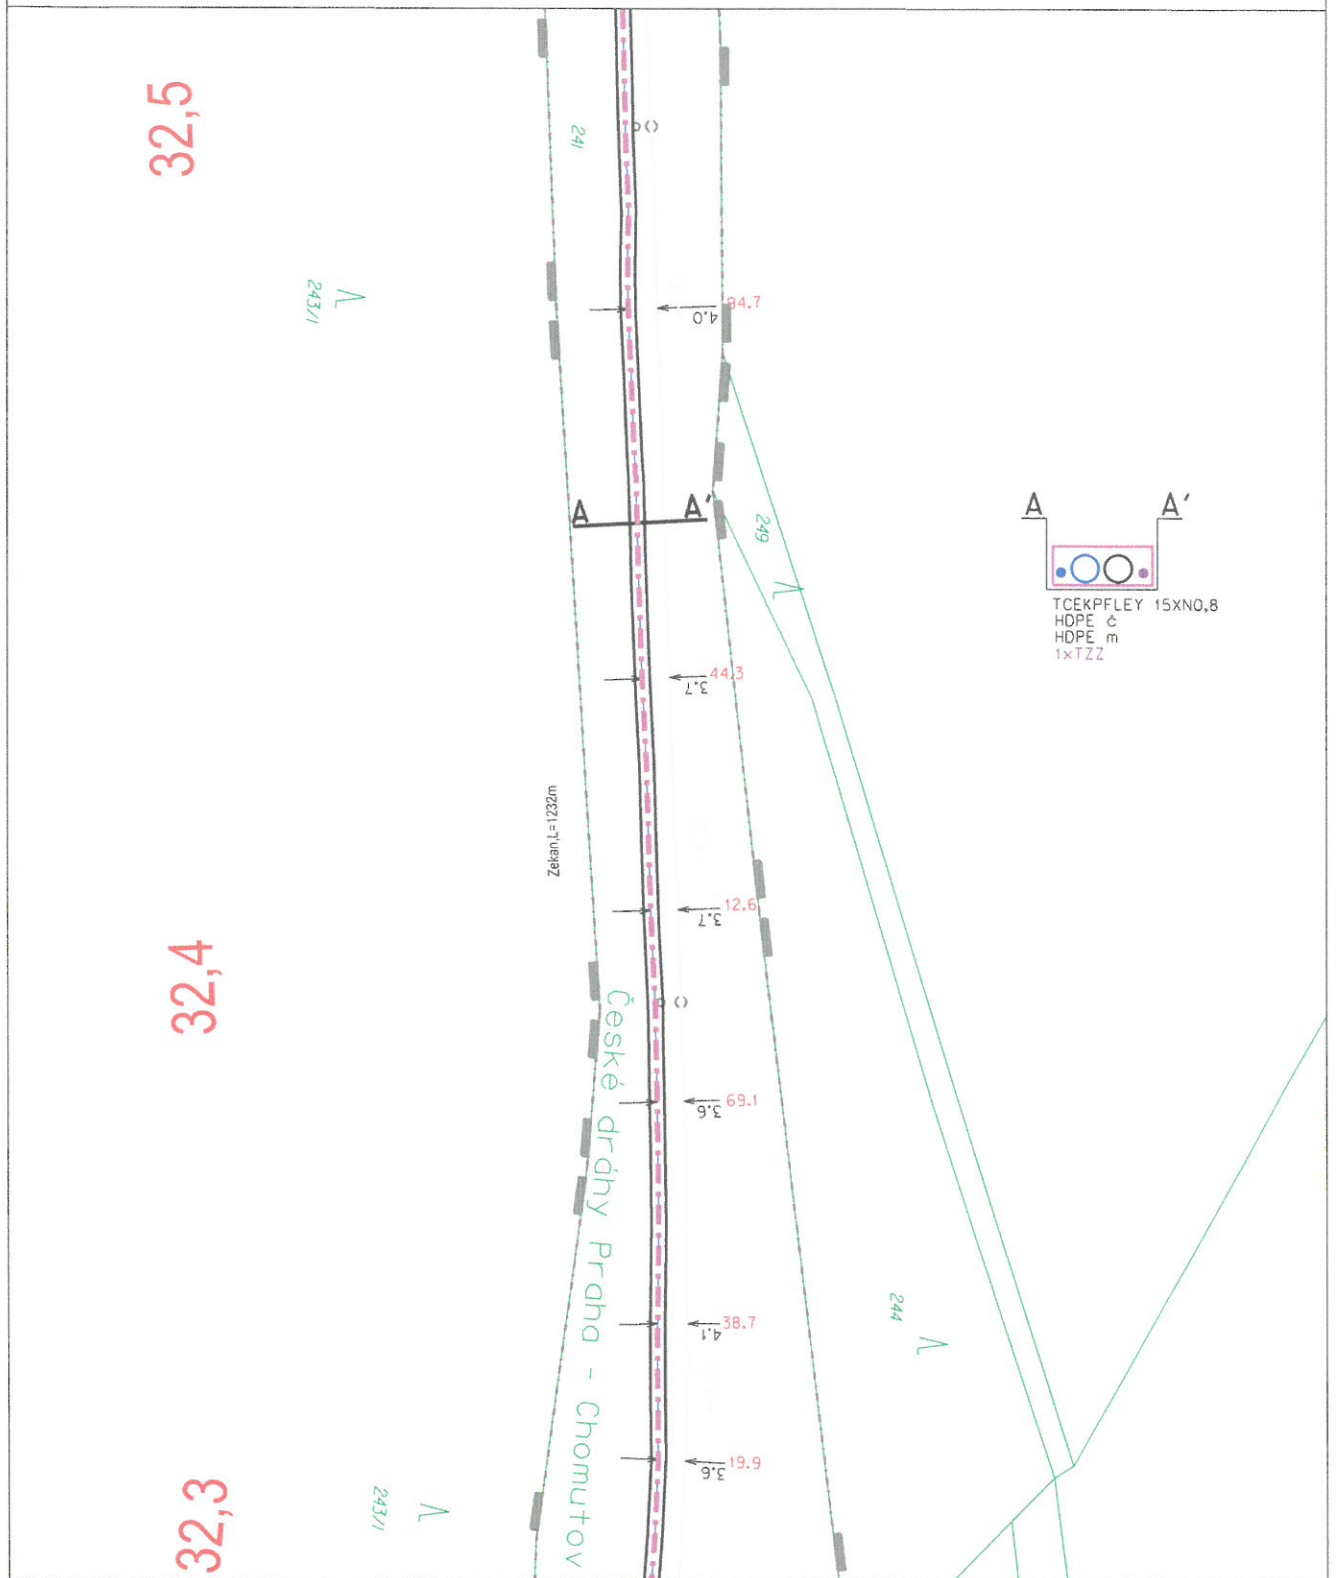 32,5
241
243/1
94.7
4.0
A A'
249
A A'
TCEKPFLEY 15XN0,8
HDPE č
HDPE m
1xTZZ
44.3
3.7
Zekan,L=1232m
12.6
3.7
32,4
České dráhy Praha - Chomutov
69.1
3.6
244
38.7
4.1
19.9
3.6
243/1
32,3